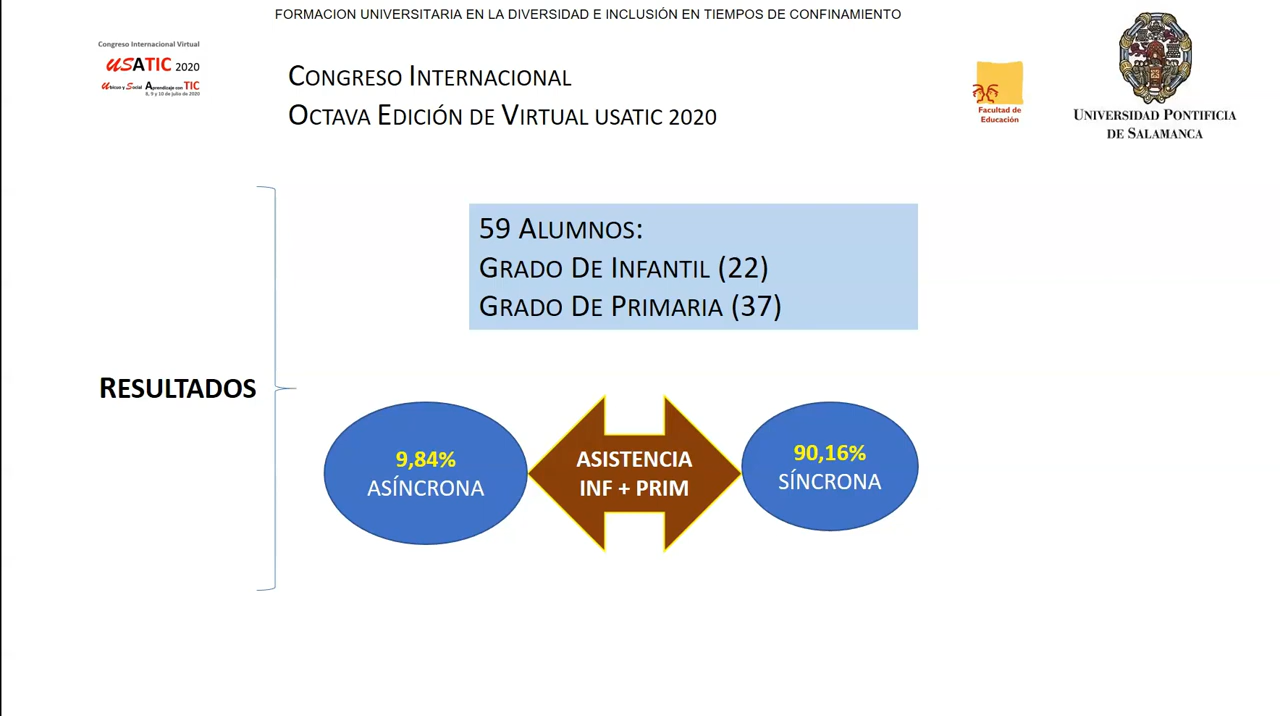 FORMACION UNIVERSITARIA EN LA DIVERSIDAD E INCLUSIÓN EN TIEMPOS DE CONFINAMIENTO
Congreso Internacional Virtual
USATIC 2020
Ubicuo y Social: Aprendizaje con TIC
8, 9 y 10 de julio de 2020
CONGRESO INTERNACIONAL
OCTAVA EDICIÓN DE VIRTUAL USATIC 2020
Facultad de
Educación
UNIVERSIDAD PONTIFICIA
DE SALAMANCA
59 ALUMNOS:
GRADO DE INFANTIL (22)
GRADO DE PRIMARIA (37)
RESULTADOS
9,84%
ASÍNCRONA
ASISTENCIA
INF + PRIM
90,16%
SÍNCRONA